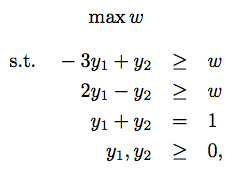 max w
s.t. − 3y₁ + y₂ ≥ w
2y₁ − y₂ ≥ w
y₁ + y₂ = 1
y₁, y₂ ≥ 0,